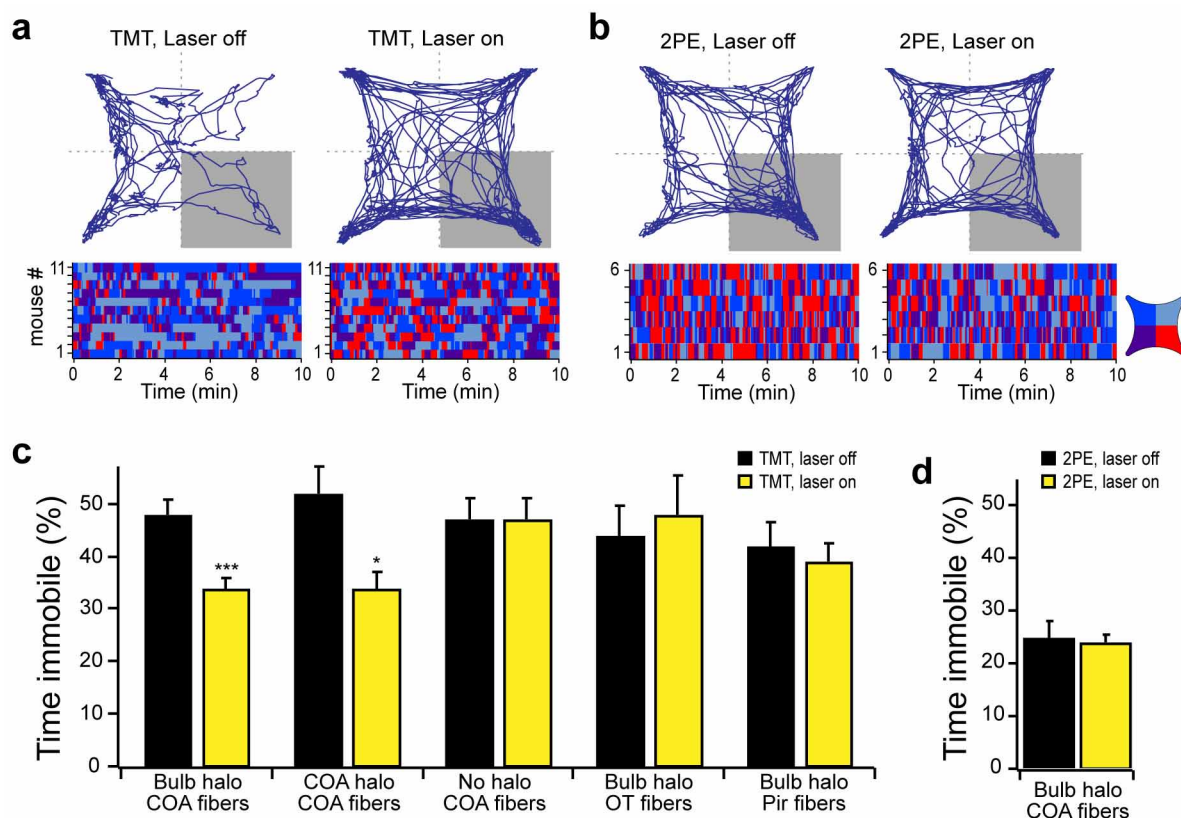 a
TMT, Laser off
TMT, Laser on
b
2PE, Laser off
2PE, Laser on
mouse #
11
1
11
1
6
1
6
1
0 2 4 6 8 10
0 2 4 6 8 10
0 2 4 6 8 10
0 2 4 6 8 10
Time (min)
Time (min)
Time (min)
Time (min)
c
TMT, laser off
TMT, laser on
Time immobile (%)
50
40
30
20
10
0
***
*
Bulb halo
COA fibers
COA halo
COA fibers
No halo
COA fibers
Bulb halo
OT fibers
Bulb halo
Pir fibers
d
2PE, laser off
2PE, laser on
Time immobile (%)
50
40
30
20
10
0
Bulb halo
COA fibers